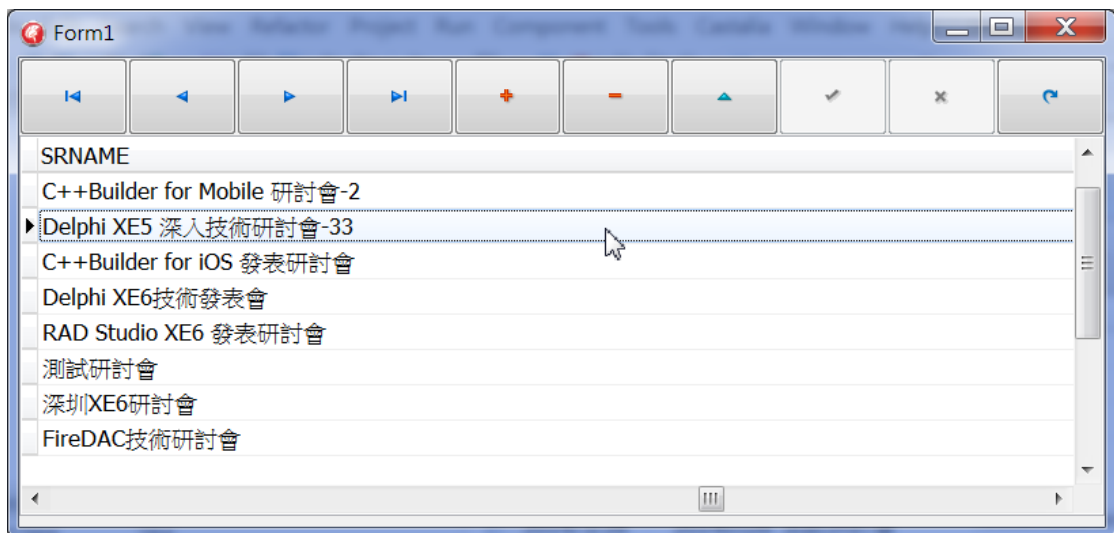 Form1
SRNAME
C++Builder for Mobile 研討會-2
Delphi XE5 深入技術研討會-33
C++Builder for iOS 發表研討會
Delphi XE6技術發表會
RAD Studio XE6 發表研討會
測試研討會
深圳XE6研討會
FireDAC技術研討會